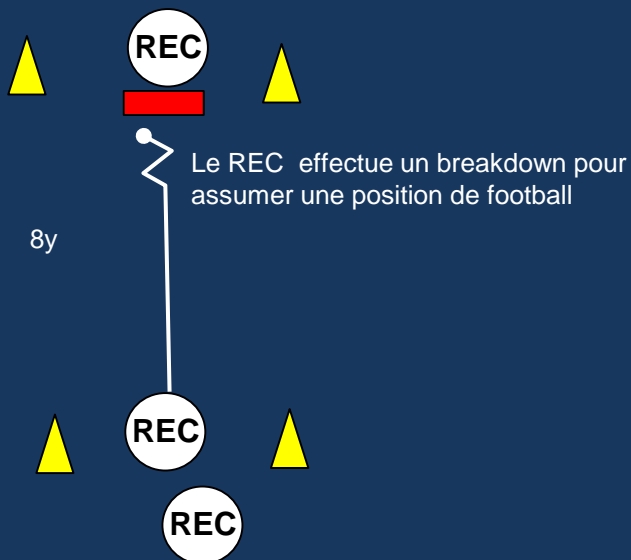 REC
Le REC effectue un breakdown pour
assumer une position de football
8y
REC
REC